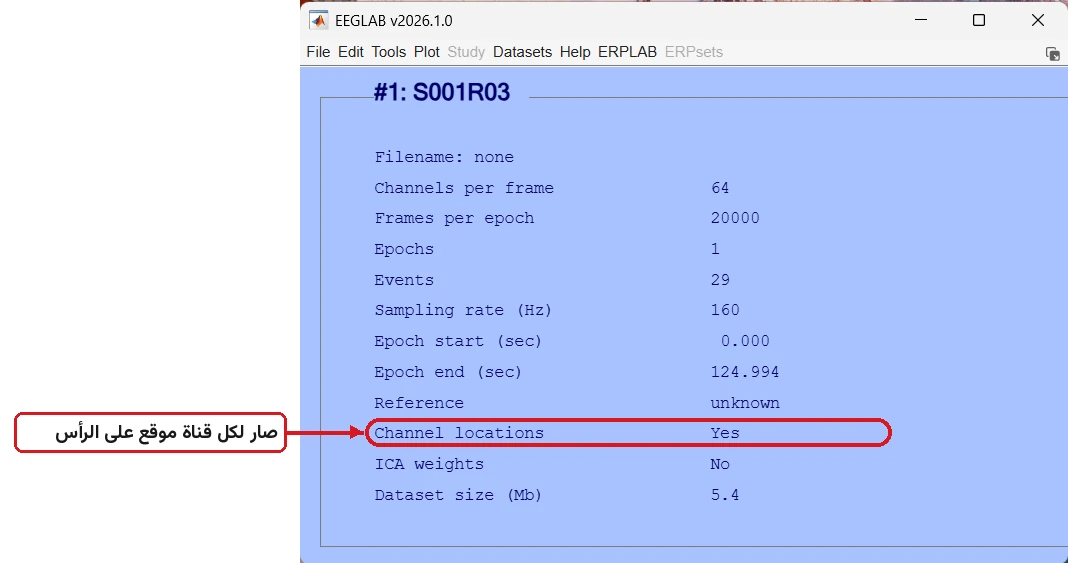 EEGLAB v2026.1.0
File Edit Tools Plot Study Datasets Help ERPLAB ERPsets
#1: S001R03
Filename: none
Channels per frame 64
Frames per epoch 20000
Epochs 1
Events 29
Sampling rate (Hz) 160
Epoch start (sec) 0.000
Epoch end (sec) 124.994
Reference unknown
صار لكل قناة موقع على الرأس
Channel locations Yes
ICA weights No
Dataset size (Mb) 5.4